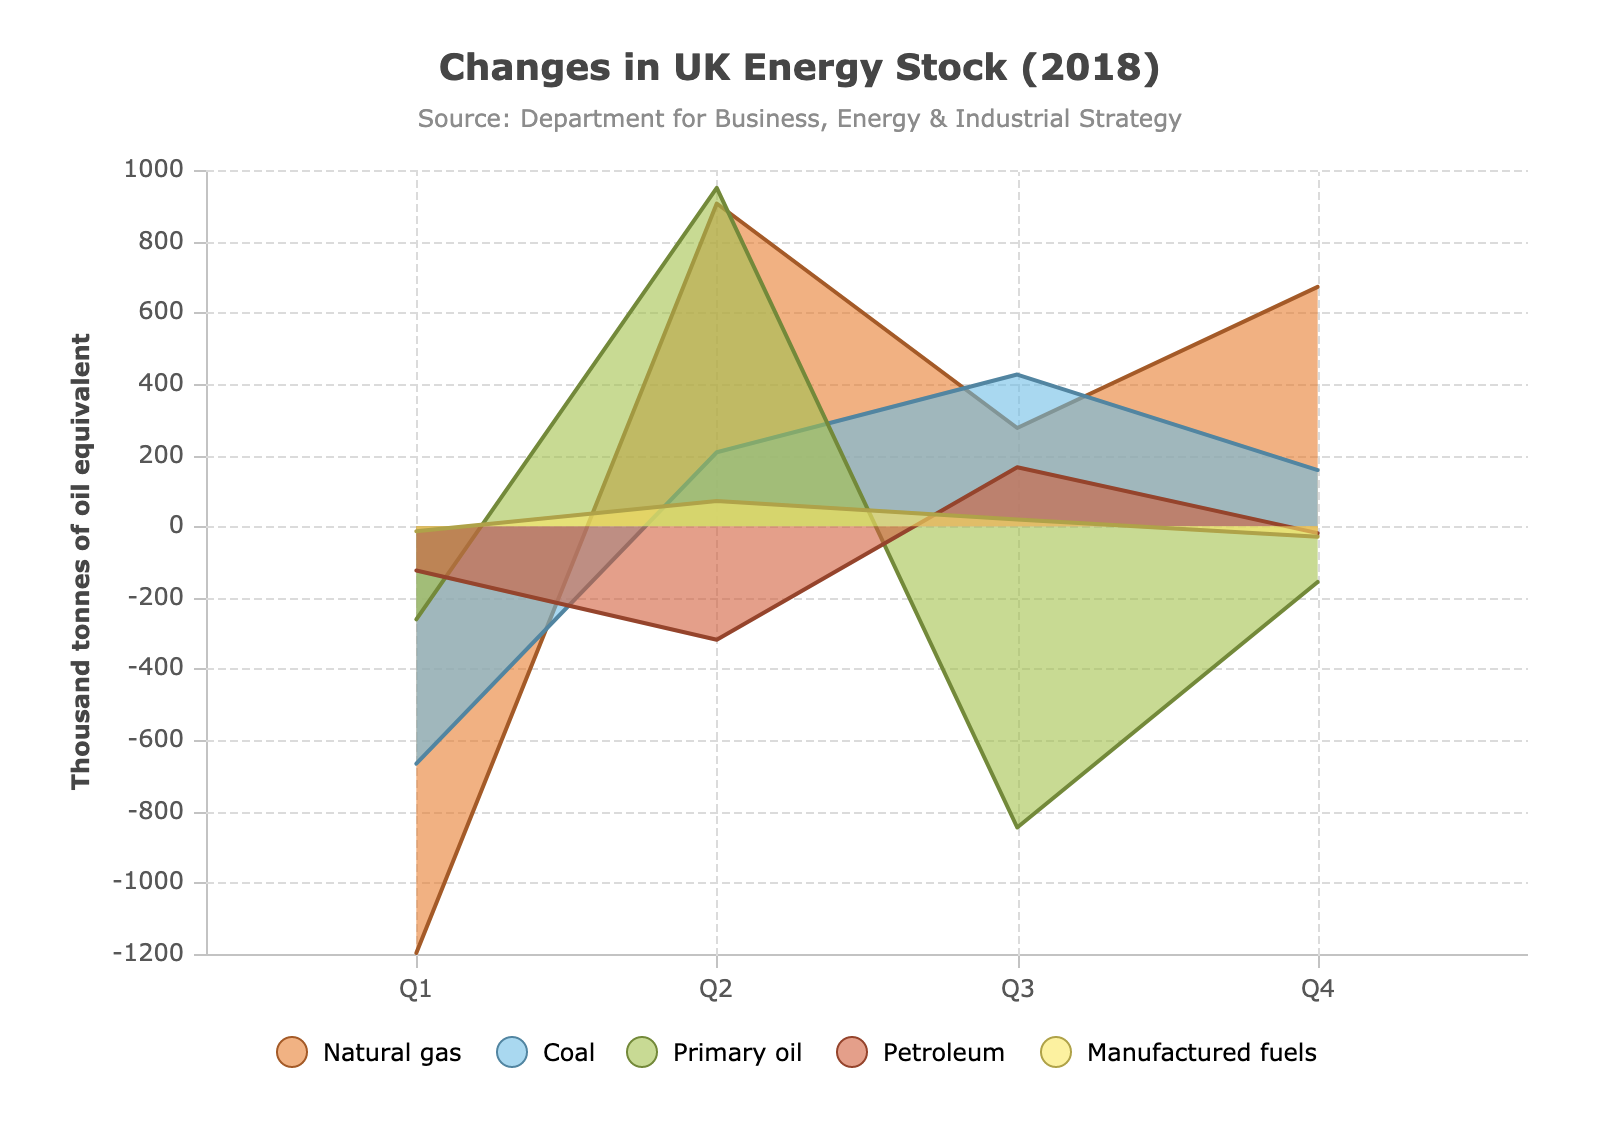 Changes in UK Energy Stock (2018)
Source: Department for Business, Energy & Industrial Strategy
Thousand tonnes of oil equivalent
1000
800
600
400
200
0
-200
-400
-600
-800
-1000
-1200
Q1 Q2 Q3 Q4
Natural gas Coal Primary oil Petroleum Manufactured fuels